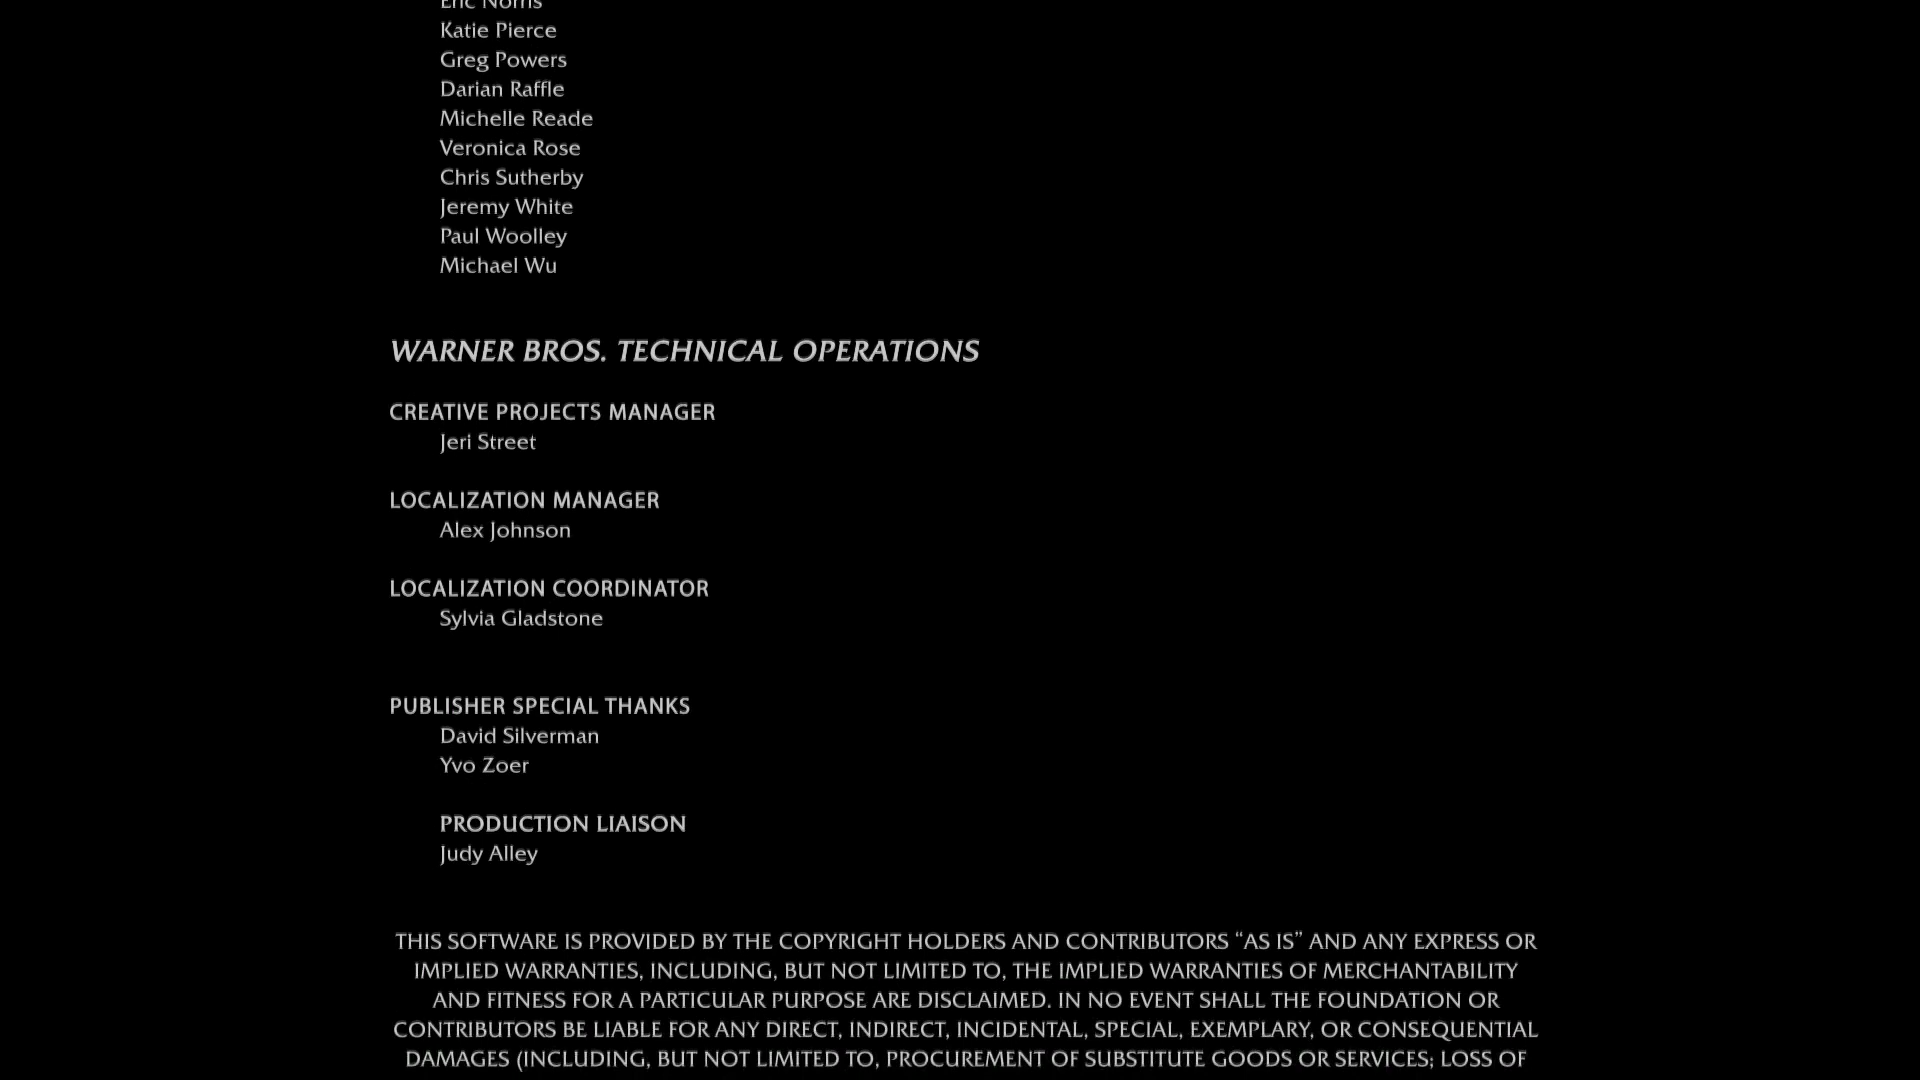 Eric Norris
Katie Pierce
Greg Powers
Darian Raffle
Michelle Reade
Veronica Rose
Chris Sutherby
Jeremy White
Paul Woolley
Michael Wu
WARNER BROS. TECHNICAL OPERATIONS
CREATIVE PROJECTS MANAGER
Jeri Street
LOCALIZATION MANAGER
Alex Johnson
LOCALIZATION COORDINATOR
Sylvia Gladstone
PUBLISHER SPECIAL THANKS
David Silverman
Yvo Zoer
PRODUCTION LIAISON
Judy Alley
THIS SOFTWARE IS PROVIDED BY THE COPYRIGHT HOLDERS AND CONTRIBUTORS “AS IS” AND ANY EXPRESS OR
IMPLIED WARRANTIES, INCLUDING, BUT NOT LIMITED TO, THE IMPLIED WARRANTIES OF MERCHANTABILITY
AND FITNESS FOR A PARTICULAR PURPOSE ARE DISCLAIMED. IN NO EVENT SHALL THE FOUNDATION OR
CONTRIBUTORS BE LIABLE FOR ANY DIRECT, INDIRECT, INCIDENTAL, SPECIAL, EXEMPLARY, OR CONSEQUENTIAL
DAMAGES (INCLUDING, BUT NOT LIMITED TO, PROCUREMENT OF SUBSTITUTE GOODS OR SERVICES; LOSS OF